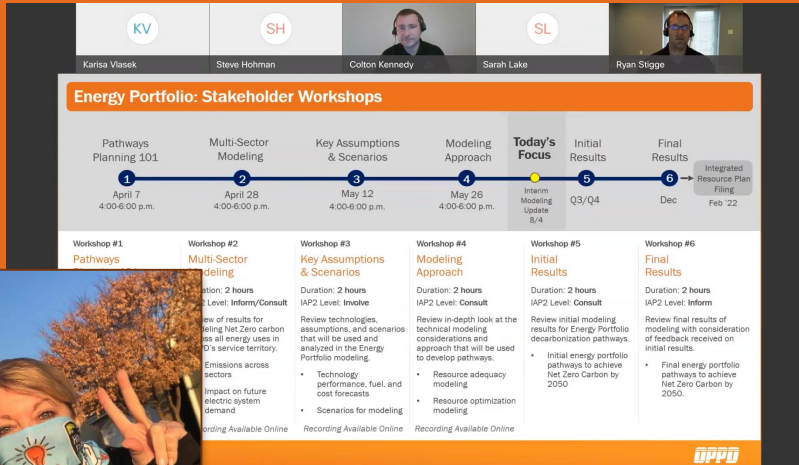 KV
SH
SL
Karisa Vlasek
Steve Hohman
Colton Kennedy
Sarah Lake
Ryan Stigge
Energy Portfolio: Stakeholder Workshops
Pathways
Planning 101
1
April 7
4:00-6:00 p.m.
Multi-Sector
Modeling
2
April 28
4:00-6:00 p.m.
Key Assumptions
& Scenarios
3
May 12
4:00-6:00 p.m.
Modeling
Approach
4
May 26
4:00-6:00 p.m.
Today's
Focus
Interim
Modeling
Update
8/4
Initial
Results
5
Q3/Q4
Final
Results
6
Dec
Integrated
Resource Plan
Filing
Feb '22
Workshop #1
Pathways
Workshop #2
Multi-Sector
deling
ation: 2 hours
P2 Level: Inform/Consult
ew of results for
deling Net Zero carbon
oss all energy uses in
D's service territory.
Emissions across
sectors
Impact on future
electric system
demand
ording Available Online
Workshop #3
Key Assumptions
& Scenarios
Duration: 2 hours
IAP2 Level: Involve
Review technologies,
assumptions, and scenarios
that will be used and
analyzed in the Energy
Portfolio modeling.
• Technology
performance, fuel, and
cost forecasts
• Scenarios for modeling
Recording Available Online
Workshop #4
Modeling
Approach
Duration: 2 hours
IAP2 Level: Consult
Review in-depth look at the
technical modeling
considerations and
approach that will be used
to develop pathways.
• Resource adequacy
modeling
• Resource optimization
modeling
Recording Available Online
Workshop #5
Initial
Results
Duration: 2 hours
IAP2 Level: Consult
Review initial modeling
results for Energy Portfolio
decarbonization pathways.
• Initial energy portfolio
pathways to achieve
Net Zero Carbon by
2050
Workshop #6
Final
Results
Duration: 2 hours
IAP2 Level: Inform
Review final results of
modeling with consideration
of feedback received on
initial results.
• Final energy portfolio
pathways to achieve
Net Zero Carbon by
2050.
OPPD